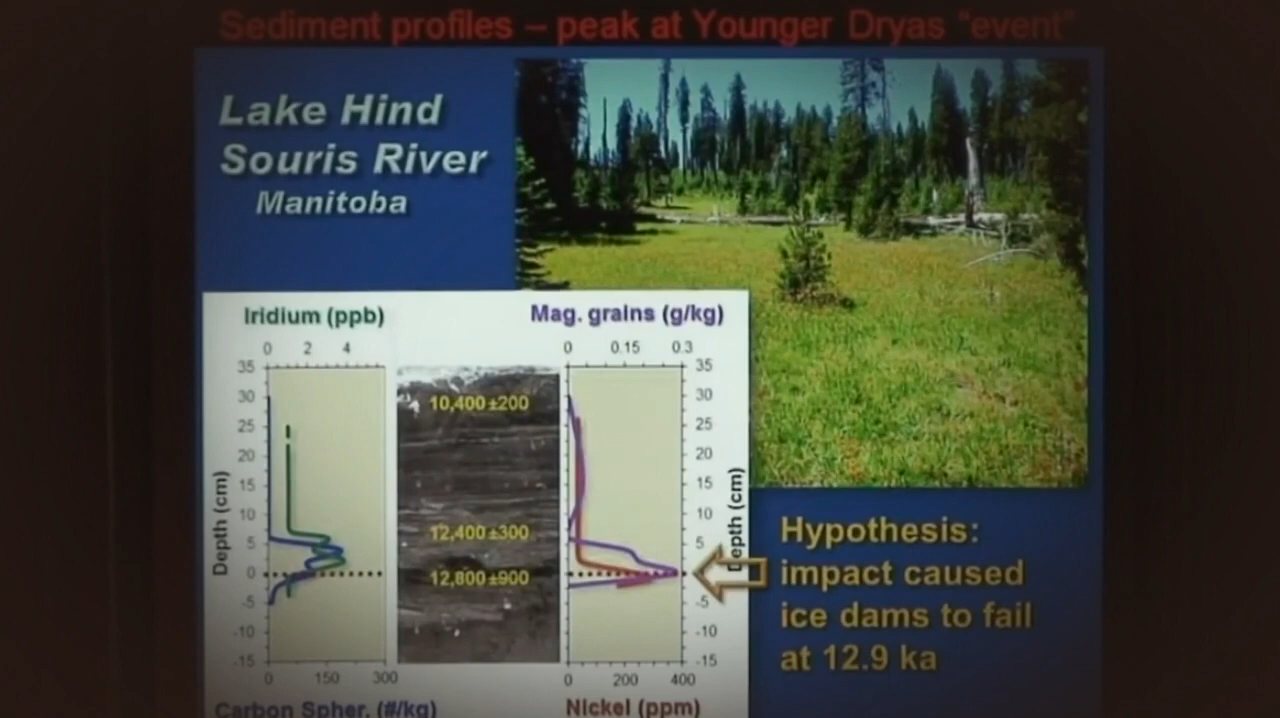 Sediment profiles – peak at Younger Dryas "event"
Lake Hind
Souris River
Manitoba
Iridium (ppb)
0 2 4
35
30
25
20
15
10
5
0
-5
-10
-15
Depth (cm)
0 150 300
Carbon Spher. (#/kg)
10,400±200
12,400±300
12,800±900
Mag. grains (g/kg)
0 0.15 0.3
35
30
25
20
15
10
5
-5
-10
-15
Depth (cm)
0 200 400
Nickel (ppm)
Hypothesis:
impact caused
ice dams to fail
at 12.9 ka